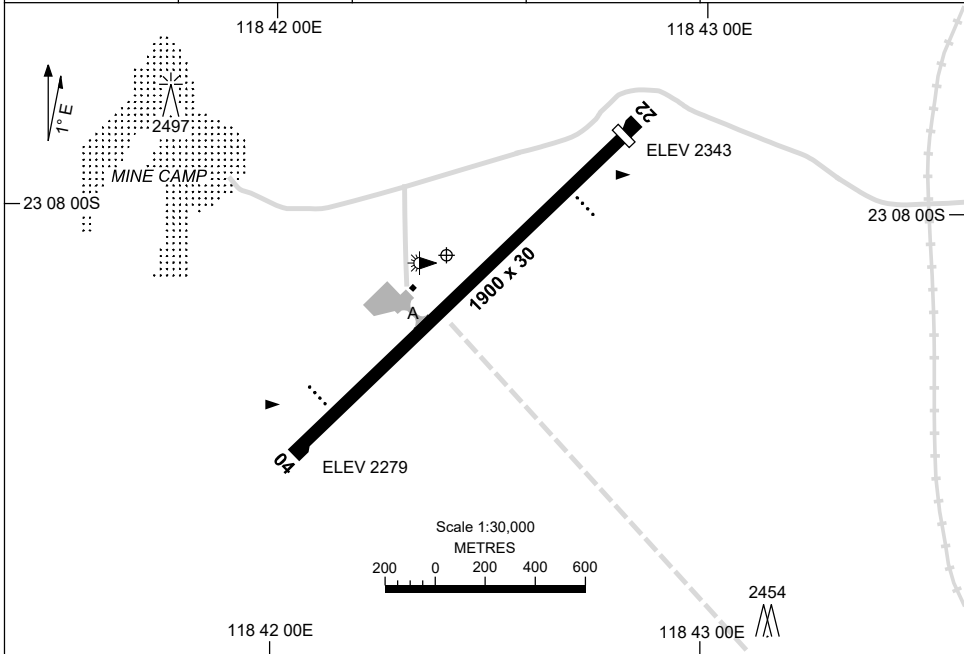 118 42 00E
118 43 00E
1° E
2497
MINE CAMP
22
ELEV 2343
23 08 00S
23 08 00S
1900 x 30
A
04
ELEV 2279
Scale 1:30,000
METRES
200 0 200 400 600
2454
118 42 00E
118 43 00E